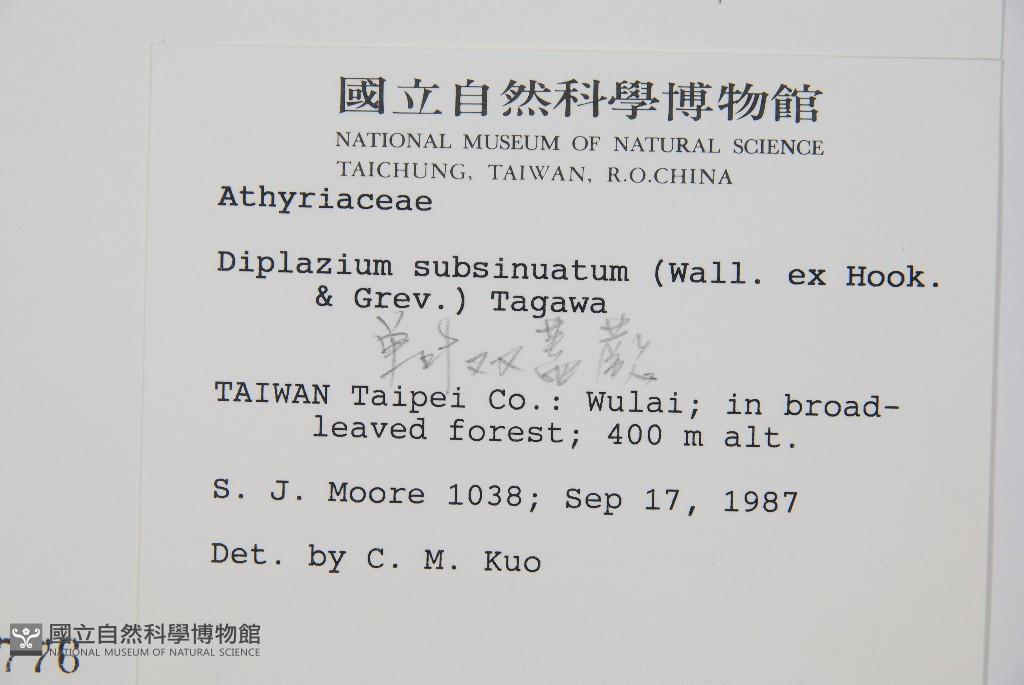 國立自然科學博物館
NATIONAL MUSEUM OF NATURAL SCIENCE
TAICHUNG, TAIWAN, R.O.CHINA
Athyriaceae
Diplazium subsinuatum (Wall. ex Hook.
& Grev.) Tagawa
單叶双蓋蕨
TAIWAN Taipei Co.: Wulai; in broad-
leaved forest; 400 m alt.
S. J. Moore 1038; Sep 17, 1987
Det. by C. M. Kuo
國立自然科學博物館
NATIONAL MUSEUM OF NATURAL SCIENCE
776